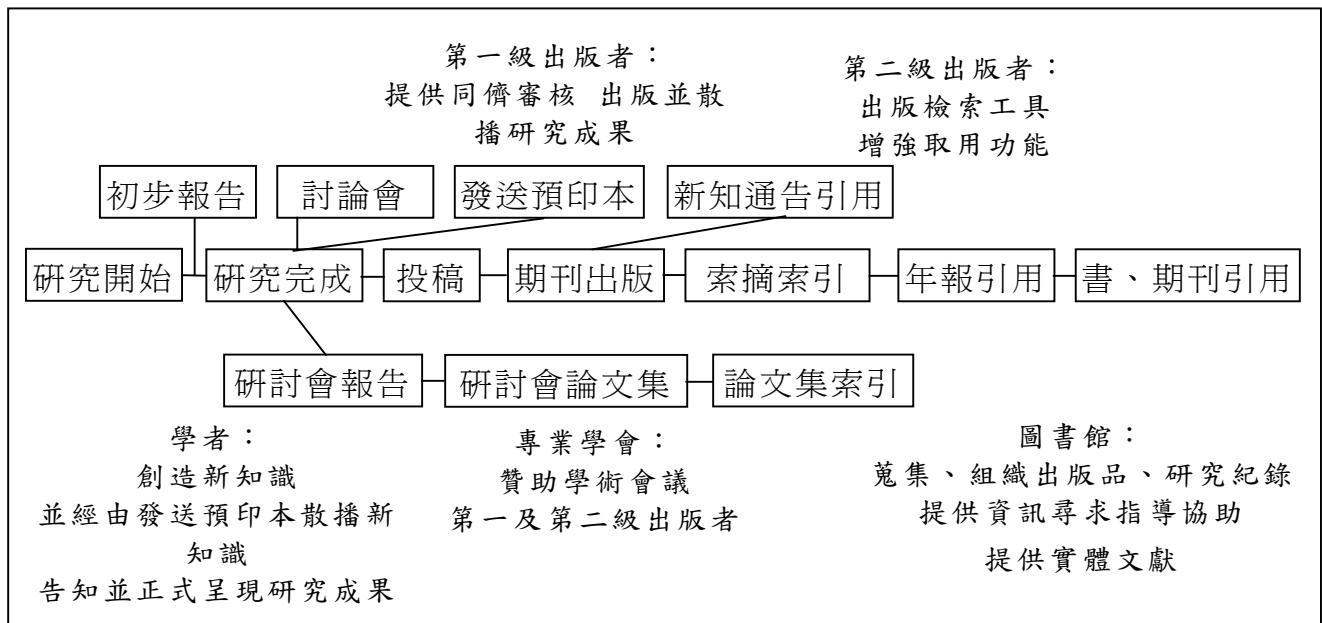 第一級出版者：
提供同儕審核 出版並散
播研究成果
第二級出版者：
出版檢索工具
增強取用功能
初步報告
討論會
發送預印本
新知通告引用
研究開始
研究完成
投稿
期刊出版
索摘索引
年報引用
書、期刊引用
研討會報告
研討會論文集
論文集索引
學者：
創造新知識
並經由發送預印本散播新
知識
告知並正式呈現研究成果
專業學會：
贊助學術會議
第一及第二級出版者
圖書館：
蒐集、組織出版品、研究紀錄
提供資訊尋求指導協助
提供實體文獻